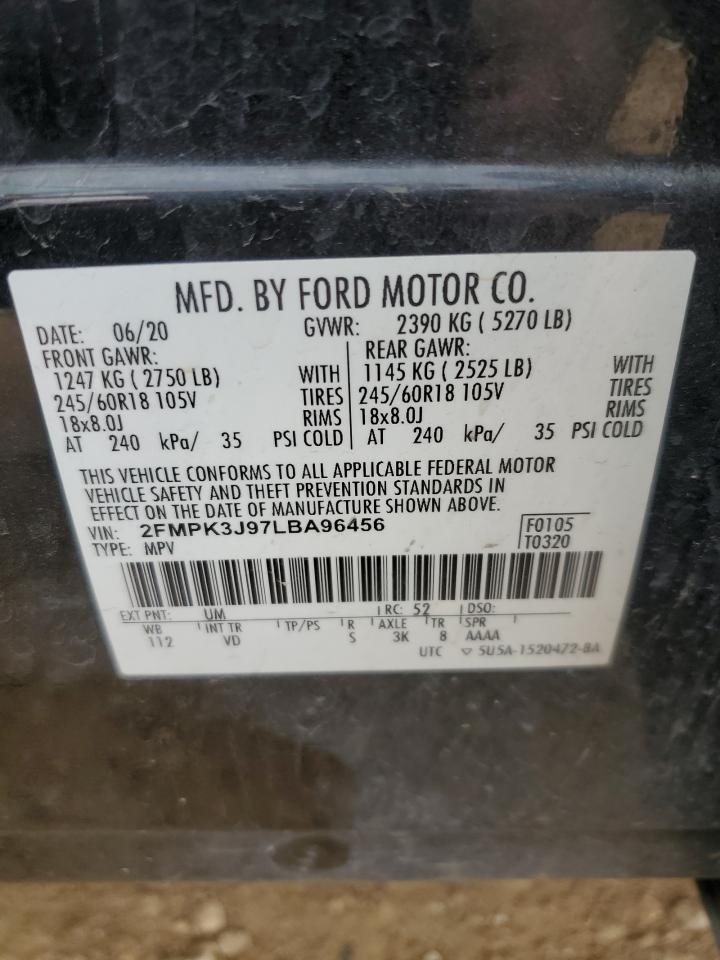 MFD. BY FORD MOTOR CO.
DATE: 06/20 GVWR: 2390 KG ( 5270 LB)
FRONT GAWR: REAR GAWR:
1247 KG ( 2750 LB) WITH 1145 KG ( 2525 LB) WITH
245/60R18 105V TIRES 245/60R18 105V TIRES
18x8.0J RIMS 18x8.0J RIMS
AT 240 kPa/ 35 PSI COLD AT 240 kPa/ 35 PSI COLD
THIS VEHICLE CONFORMS TO ALL APPLICABLE FEDERAL MOTOR
VEHICLE SAFETY AND THEFT PREVENTION STANDARDS IN
EFFECT ON THE DATE OF MANUFACTURE SHOWN ABOVE.
VIN: 2FMPK3J97LBA96456 F0105
TYPE: MPV T0320
EXT PNT: UM RC: 52 DSO:
WB INT TR TP/PS R AXLE TR SPR
112 VD S 3K 8 AAAA
UTC ▽ 5U5A-1520472-BA